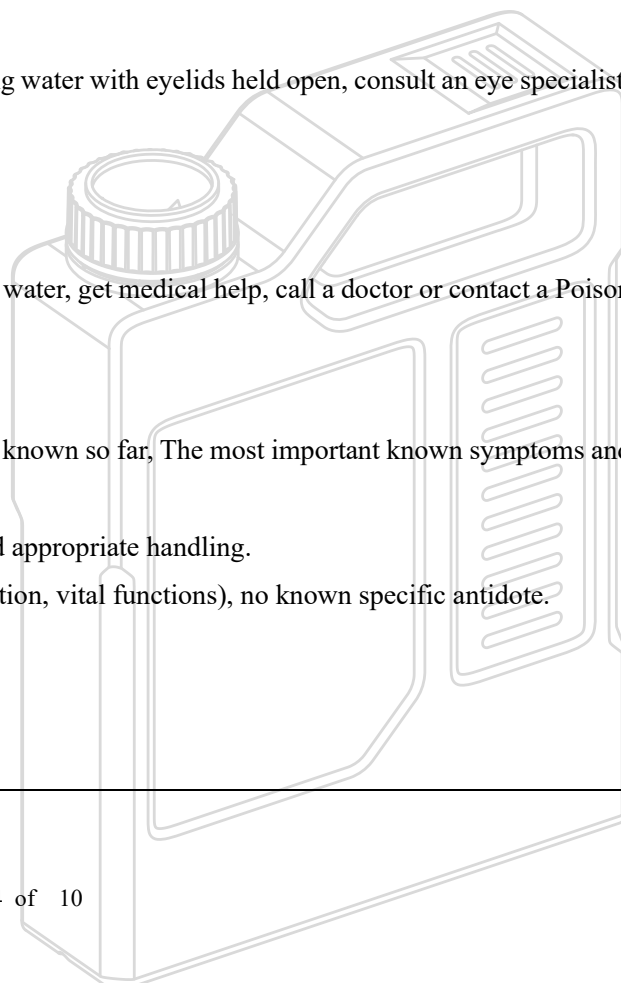 g water with eyelids held open, consult an eye specialist
water, get medical help, call a doctor or contact a Poison
known so far, The most important known symptoms and
appropriate handling.
tion, vital functions), no known specific antidote.
of 10